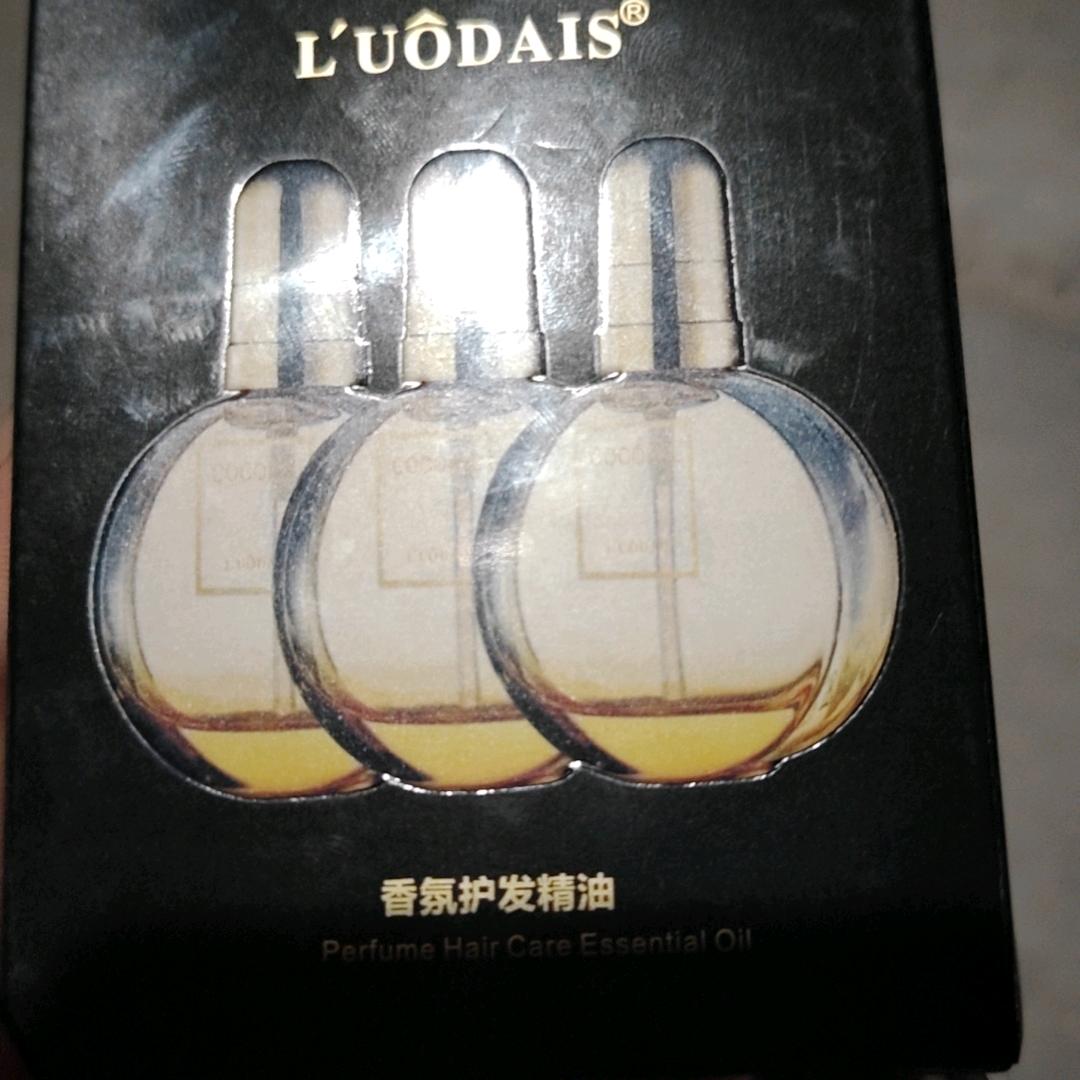 L'UÔDAIS®
香氛护发精油
Perfume Hair Care Essential Oil